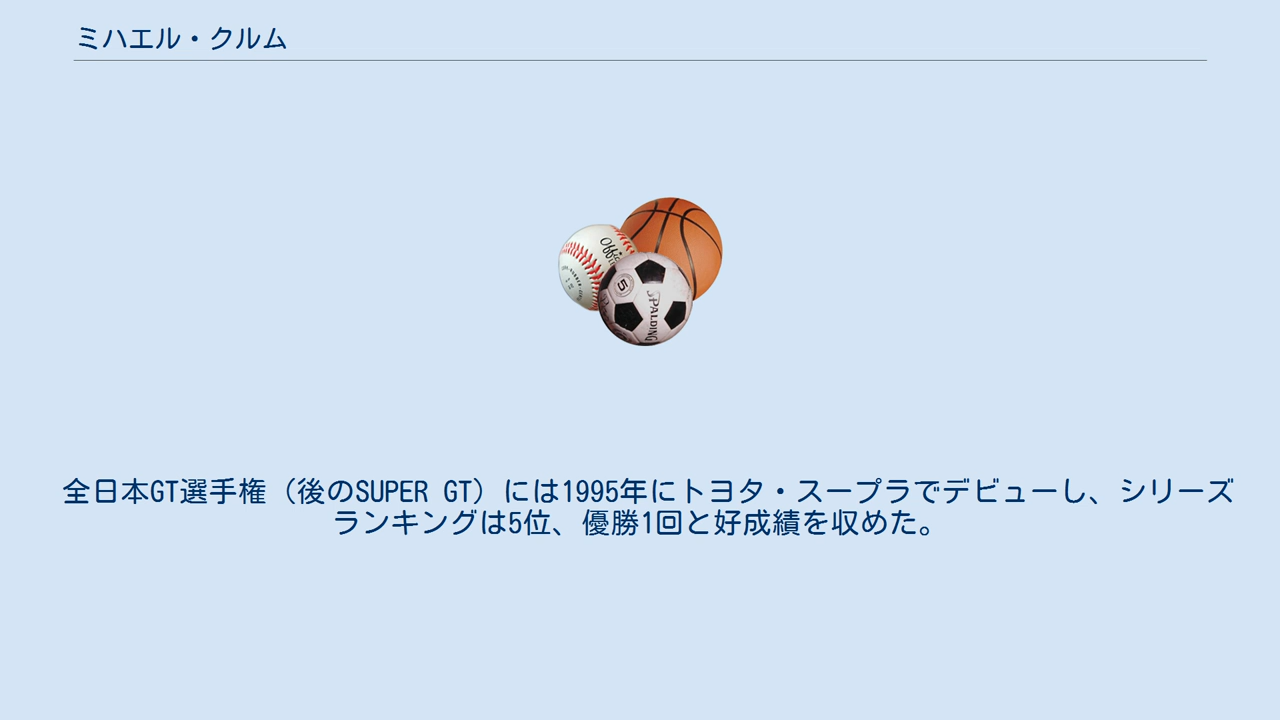 ミハエル・クルム
Offic
5
SPALDING
全日本GT選手権（後のSUPER GT）には1995年にトヨタ・スープラでデビューし、シリーズ
ランキングは5位、優勝1回と好成績を収めた。